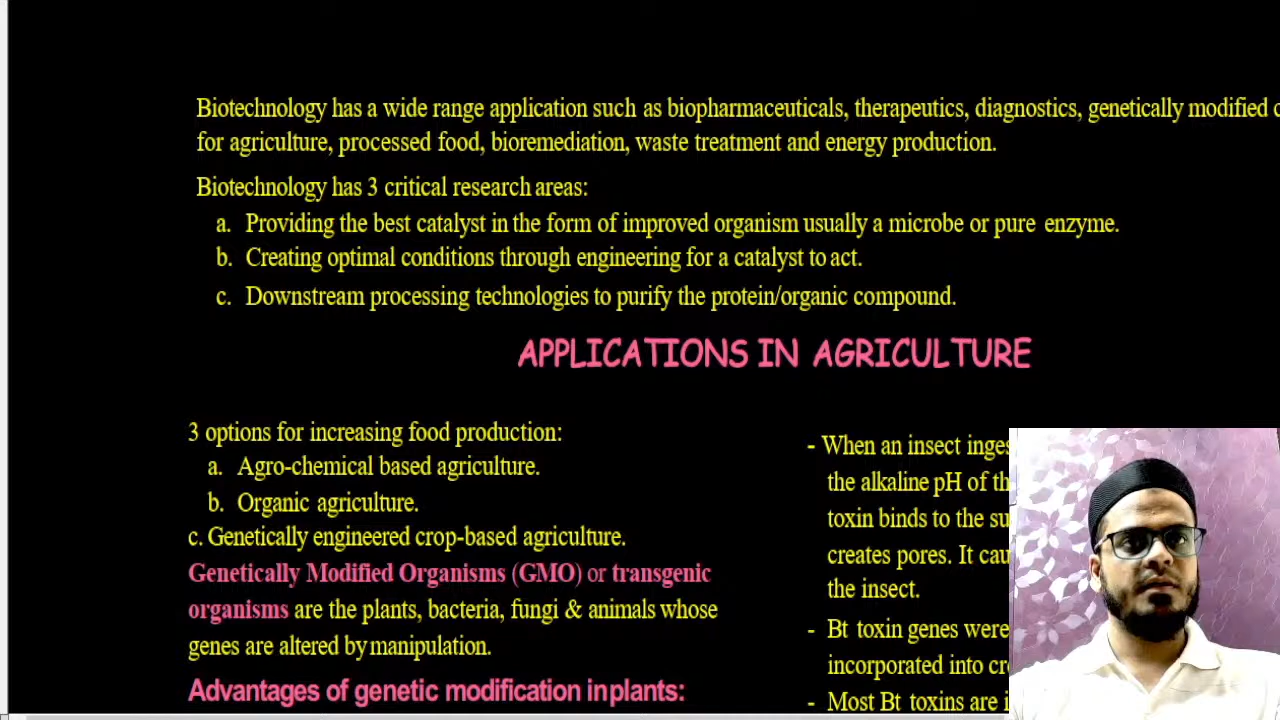 Biotechnology has a wide range application such as biopharmaceuticals, therapeutics, diagnostics, genetically modified
for agriculture, processed food, bioremediation, waste treatment and energy production.
Biotechnology has 3 critical research areas:
a. Providing the best catalyst in the form of improved organism usually a microbe or pure enzyme.
b. Creating optimal conditions through engineering for a catalyst to act.
c. Downstream processing technologies to purify the protein/organic compound.
APPLICATIONS IN AGRICULTURE
3 options for increasing food production:
a. Agro-chemical based agriculture.
b. Organic agriculture.
c. Genetically engineered crop-based agriculture.
Genetically Modified Organisms (GMO) or transgenic
organisms are the plants, bacteria, fungi & animals whose
genes are altered by manipulation.
Advantages of genetic modification in plants:
- When an insect
the alkaline pH of
toxin binds to the
creates pores. It
the insect.
- Bt toxin genes were
incorporated into
- Most Bt toxins are